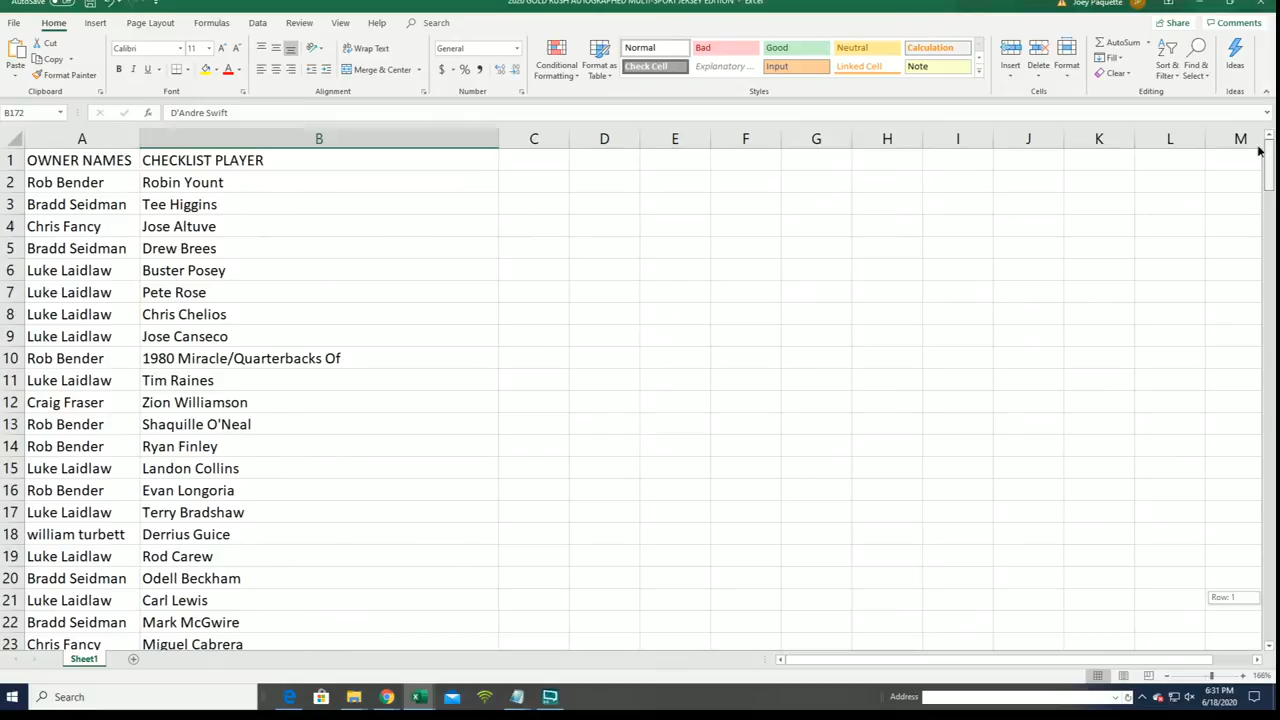 AutoSave Off 2020 GOLD RUSH AUTOGRAPHED MULTI-SPORT JERSEY EDITION - Excel Joey Paquette JP
File Home Insert Page Layout Formulas Data Review View Help Search Share Comments
Cut Calibri 11 Wrap Text General Normal Bad Good Neutral Calculation AutoSum
Copy Fill
Paste Format Painter Merge & Center Conditional Formatting Format as Table Check Cell Explanatory ... Input Linked Cell Note Insert Delete Format Clear Sort & Filter Find & Select Ideas
Clipboard Font Alignment Number Styles Cells Editing Ideas
B172 fx D'Andre Swift
A B C D E F G H I J K L M
1 OWNER NAMES CHECKLIST PLAYER
2 Rob Bender Robin Yount
3 Bradd Seidman Tee Higgins
4 Chris Fancy Jose Altuve
5 Bradd Seidman Drew Brees
6 Luke Laidlaw Buster Posey
7 Luke Laidlaw Pete Rose
8 Luke Laidlaw Chris Chelios
9 Luke Laidlaw Jose Canseco
10 Rob Bender 1980 Miracle/Quarterbacks Of
11 Luke Laidlaw Tim Raines
12 Craig Fraser Zion Williamson
13 Rob Bender Shaquille O'Neal
14 Rob Bender Ryan Finley
15 Luke Laidlaw Landon Collins
16 Rob Bender Evan Longoria
17 Luke Laidlaw Terry Bradshaw
18 william turbett Derrius Guice
19 Luke Laidlaw Rod Carew
20 Bradd Seidman Odell Beckham
21 Luke Laidlaw Carl Lewis
Row: 1
22 Bradd Seidman Mark McGwire
23 Chris Fancy Miguel Cabrera
Sheet1
166%
Search Address 6:31 PM
6/18/2020